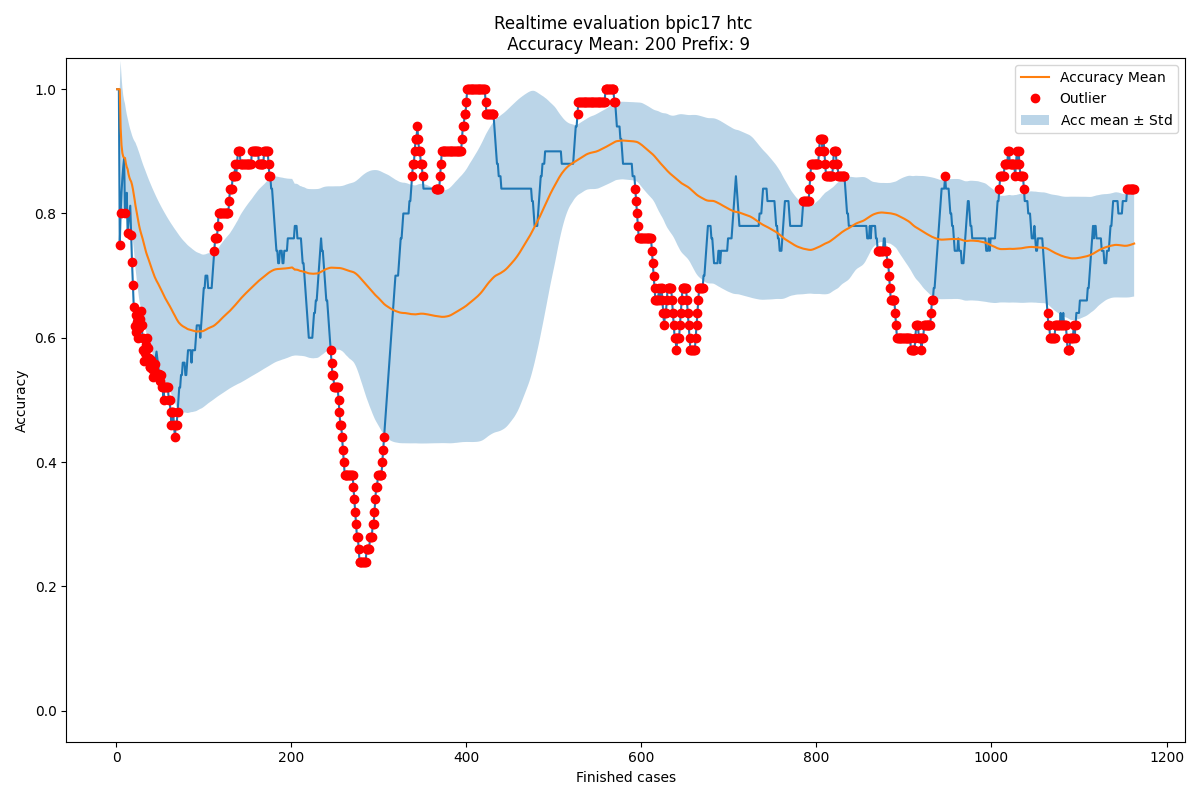 Realtime evaluation bpic17 htc
Accuracy Mean: 200 Prefix: 9
Accuracy Mean
Outlier
Acc mean ± Std
Accuracy
1.0
0.8
0.6
0.4
0.2
0.0
0 200 400 600 800 1000 1200
Finished cases